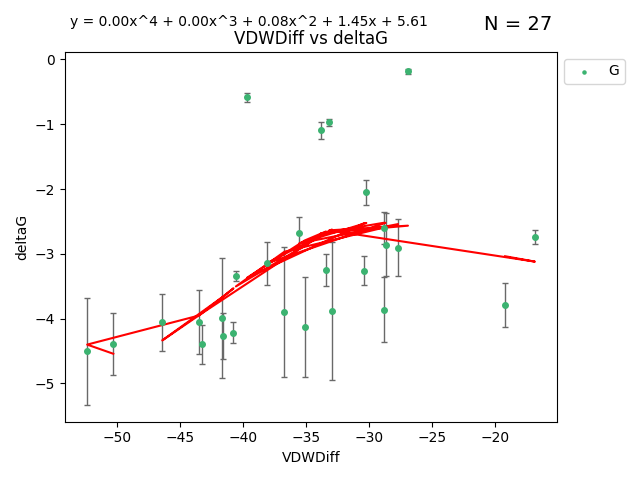 y = 0.00x^4 + 0.00x^3 + 0.08x^2 + 1.45x + 5.61
N = 27
VDWDiff vs deltaG
G
0
−1
−2
−3
−4
−5
deltaG
−50
−45
−40
−35
−30
−25
−20
VDWDiff